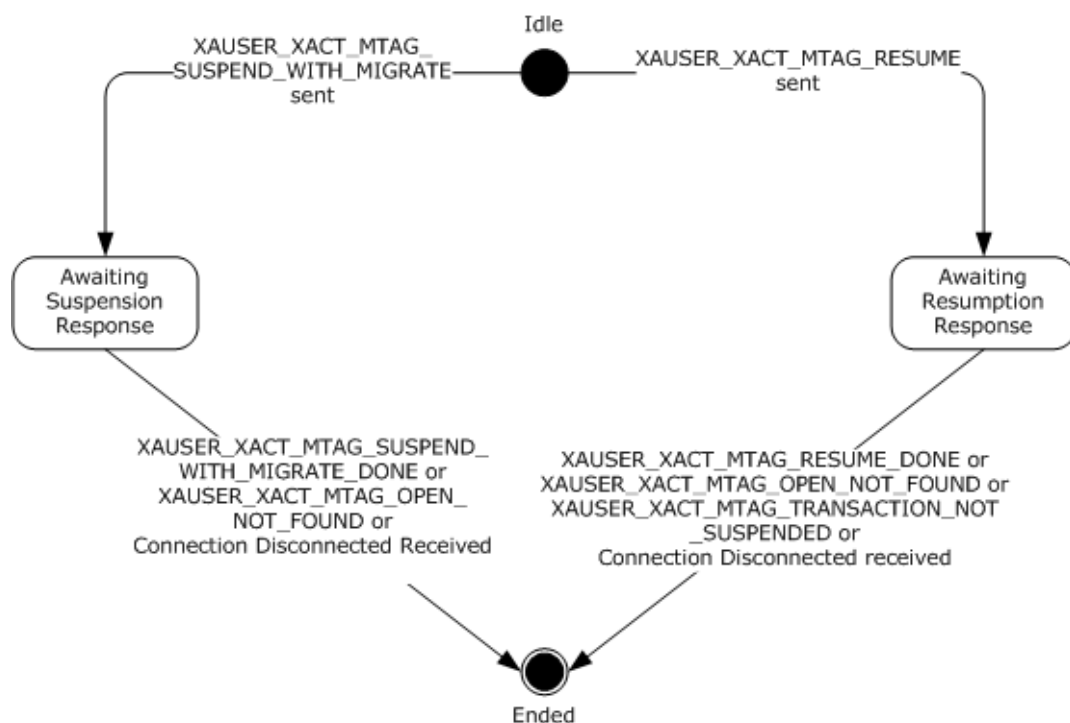 Idle
XAUSER_XACT_MTAG_
SUSPEND_WITH_MIGRATE
sent
XAUSER_XACT_MTAG_RESUME
sent
Awaiting
Suspension
Response
Awaiting
Resumption
Response
XAUSER_XACT_MTAG_SUSPEND_
WITH_MIGRATE_DONE or
XAUSER_XACT_MTAG_OPEN_
NOT_FOUND or
Connection Disconnected Received
XAUSER_XACT_MTAG_RESUME_DONE or
XAUSER_XACT_MTAG_OPEN_NOT_FOUND or
XAUSER_XACT_MTAG_TRANSACTION_NOT
_SUSPENDED or
Connection Disconnected received
Ended